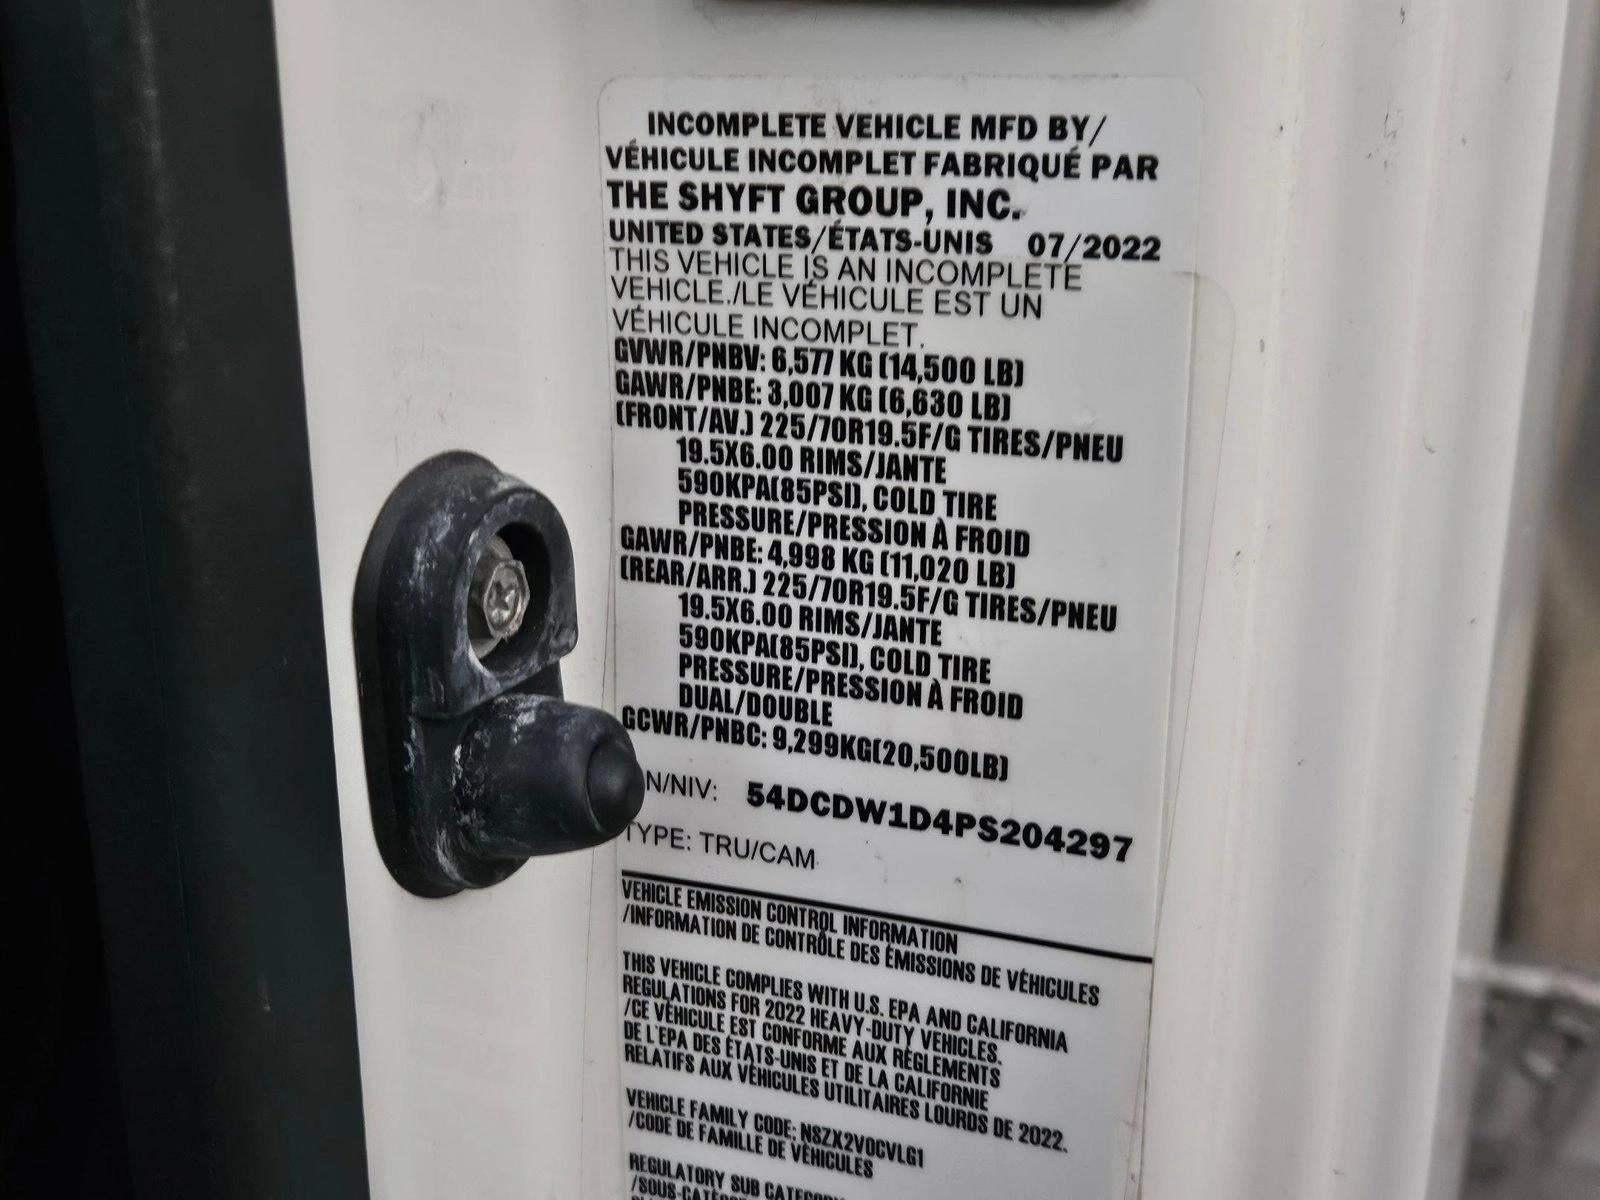 INCOMPLETE VEHICLE MFD BY/
VÉHICULE INCOMPLET FABRIQUÉ PAR
THE SHYFT GROUP, INC.
UNITED STATES/ÉTATS-UNIS 07/2022
THIS VEHICLE IS AN INCOMPLETE
VEHICLE./LE VÉHICULE EST UN
VÉHICULE INCOMPLET.
GVWR/PNBV: 6,577 KG (14,500 LB)
GAWR/PNBE: 3,007 KG (6,630 LB)
(FRONT/AV.) 225/70R19.5F/G TIRES/PNEU
19.5X6.00 RIMS/JANTE
590KPA(85PSI), COLD TIRE
PRESSURE/PRESSION À FROID
GAWR/PNBE: 4,998 KG (11,020 LB)
(REAR/ARR.) 225/70R19.5F/G TIRES/PNEU
19.5X6.00 RIMS/JANTE
590KPA(85PSI), COLD TIRE
PRESSURE/PRESSION À FROID
DUAL/DOUBLE
GCWR/PNBC: 9,299KG(20,500LB)
N/NIV: 54DCDW1D4PS204297
TYPE: TRU/CAM
VEHICLE EMISSION CONTROL INFORMATION
/INFORMATION DE CONTRÔLE DES ÉMISSIONS DE VÉHICULES
THIS VEHICLE COMPLIES WITH U.S. EPA AND CALIFORNIA
REGULATIONS FOR 2022 HEAVY-DUTY VEHICLES.
/CE VÉHICULE EST CONFORME AUX RÈGLEMENTS
DE L'EPA DES ÉTATS-UNIS ET DE LA CALIFORNIE
RELATIFS AUX VÉHICULES UTILITAIRES LOURDS DE 2022.
VEHICLE FAMILY CODE: NSZX2VOCVLG1
/CODE DE FAMILLE DE VÉHICULES
REGULATORY SUB CATEGORY